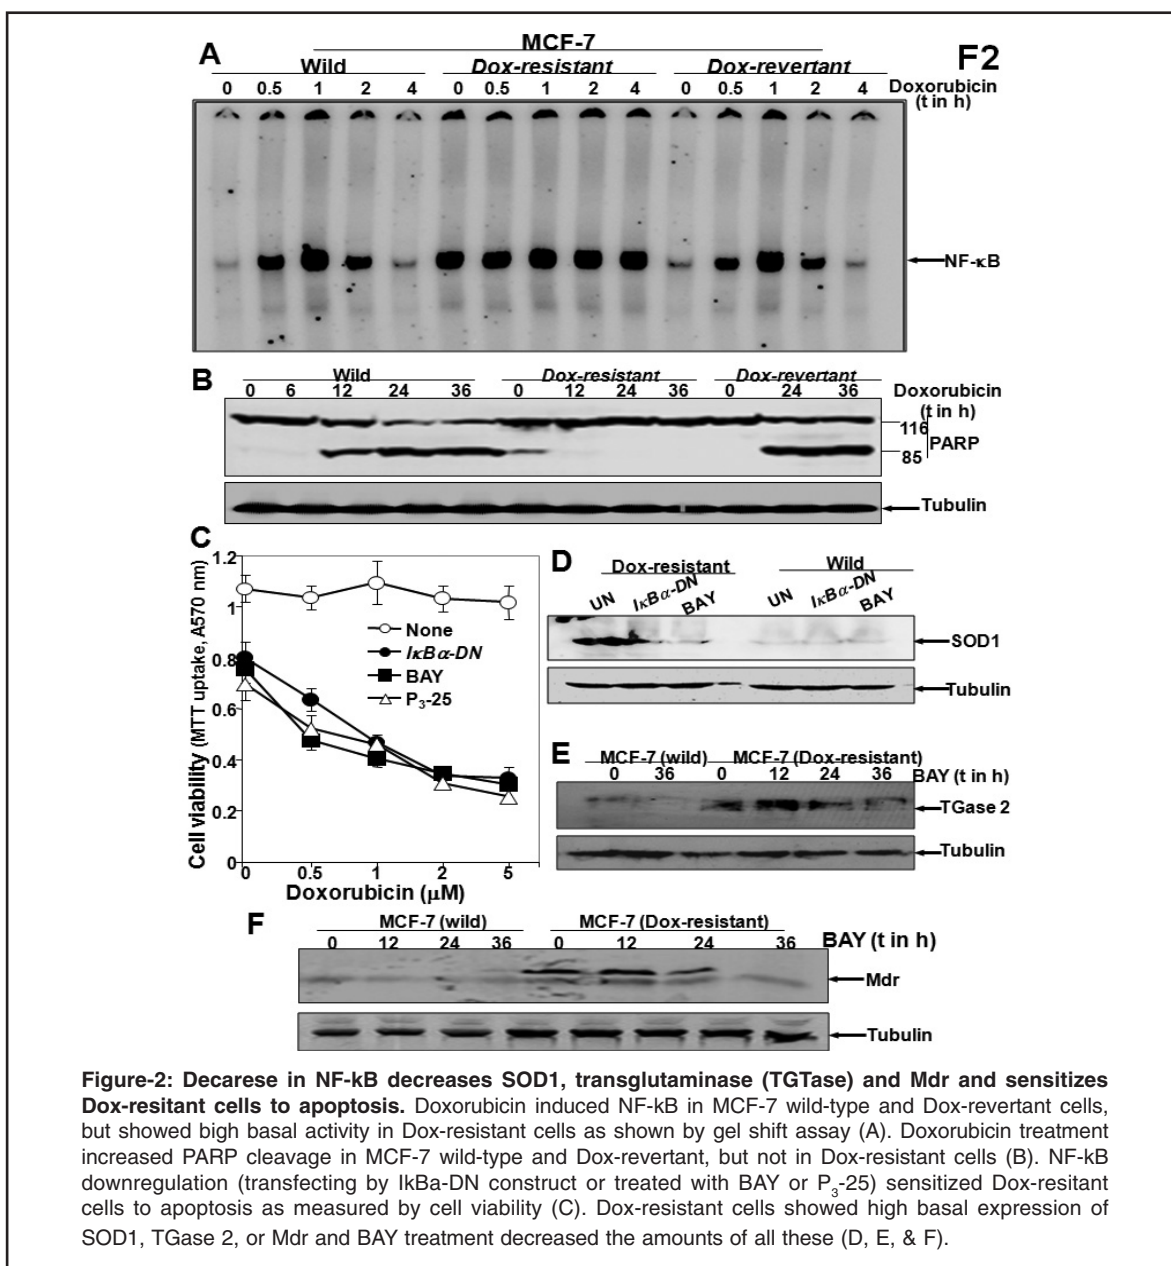 A
MCF-7
F2
Wild Dox-resistant Dox-revertant
0 0.5 1 2 4 0 0.5 1 2 4 0 0.5 1 2 4 Doxorubicin
(t in h)
NF-κB
B
Wild Dox-resistant Dox-revertant
0 6 12 24 36 0 12 24 36 0 24 36 Doxorubicin
(t in h)
116
PARP
85
Tubulin
C
Cell viability (MTT uptake, A570 nm)
1.2
1
0.8
0.6
0.4
0.2
0
None
IκBα-DN
BAY
P3-25
0 0.5 1 2 5
Doxorubicin (μM)
D
Dox-resistant Wild
UN IκBα-DN BAY UN IκBα-DN BAY
SOD1
Tubulin
E
MCF-7 (wild) MCF-7 (Dox-resistant)
0 36 0 12 24 36 BAY (t in h)
TGase 2
Tubulin
F
MCF-7 (wild) MCF-7 (Dox-resistant)
0 12 24 36 0 12 24 36 BAY (t in h)
Mdr
Tubulin
Figure-2: Decarese in NF-kB decreases SOD1, transglutaminase (TGTase) and Mdr and sensitizes
Dox-resitant cells to apoptosis. Doxorubicin induced NF-kB in MCF-7 wild-type and Dox-revertant cells,
but showed bigh basal activity in Dox-resistant cells as shown by gel shift assay (A). Doxorubicin treatment
increased PARP cleavage in MCF-7 wild-type and Dox-revertant, but not in Dox-resistant cells (B). NF-kB
downregulation (transfecting by IkBa-DN construct or treated with BAY or P3-25) sensitized Dox-resitant
cells to apoptosis as measured by cell viability (C). Dox-resistant cells showed high basal expression of
SOD1, TGase 2, or Mdr and BAY treatment decreased the amounts of all these (D, E, & F).